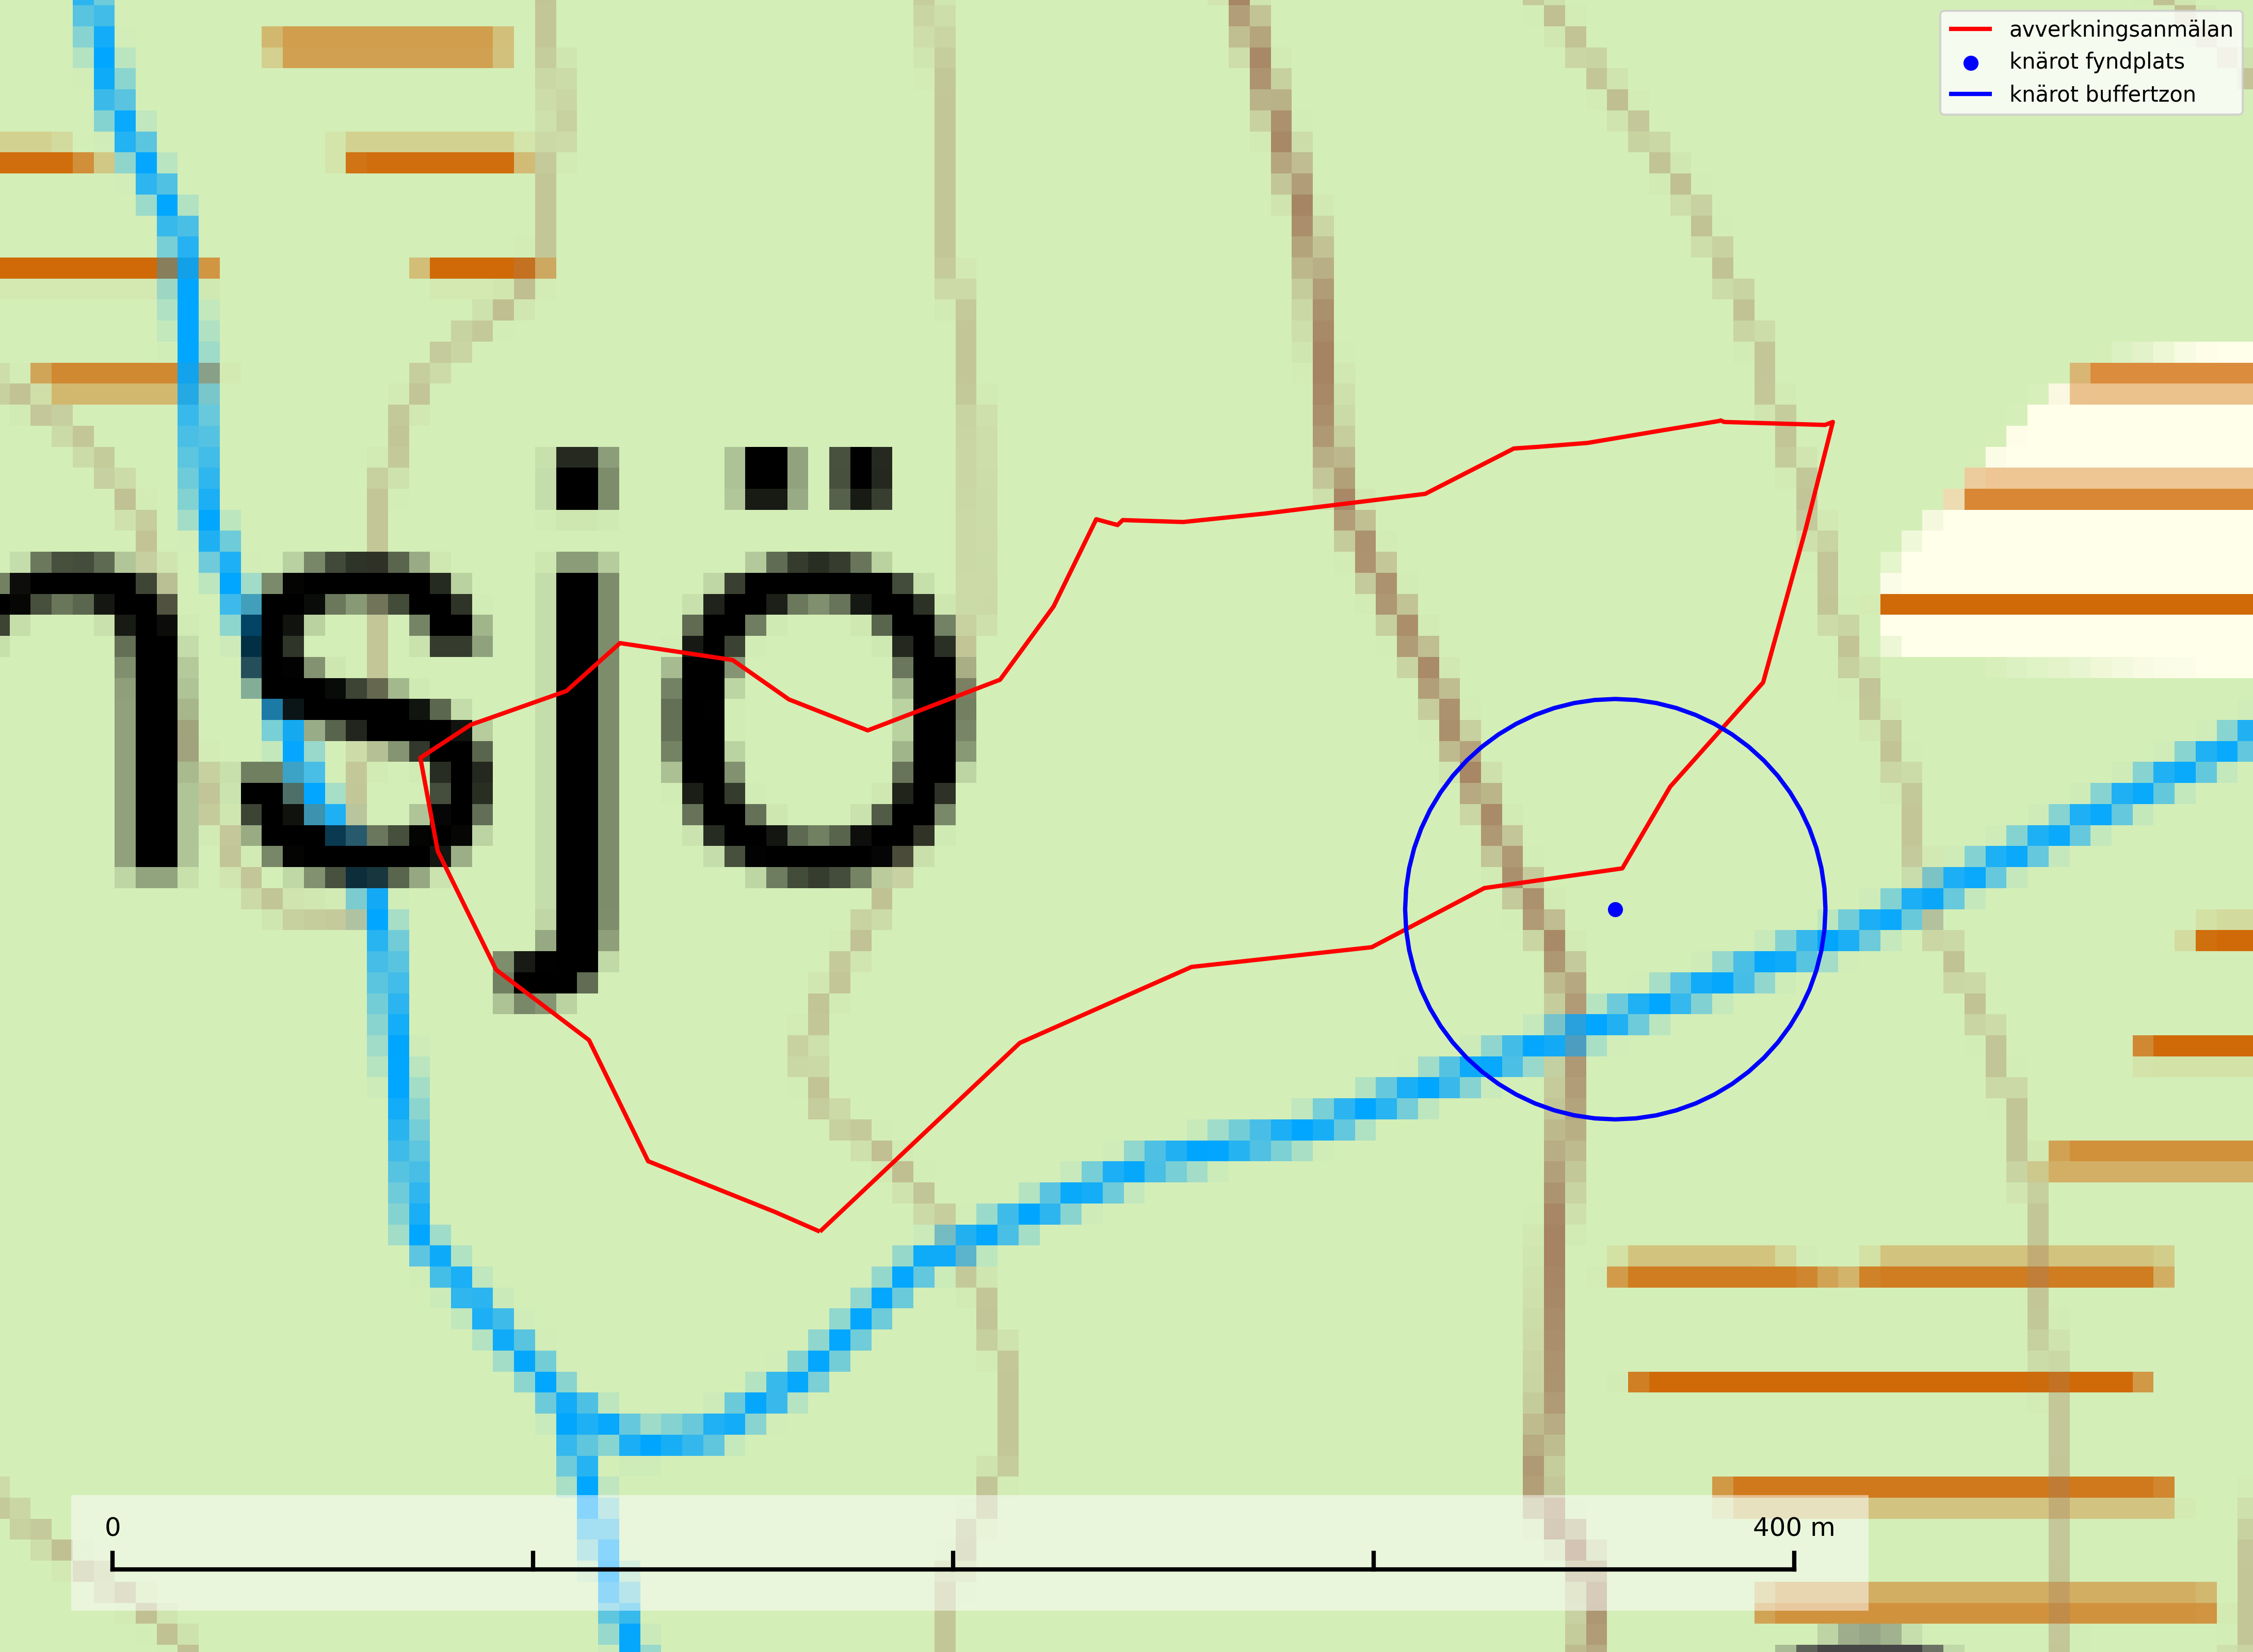 avverkningsanmälan
knärot fyndplats
knärot buffertzon
nsjö
0 400 m